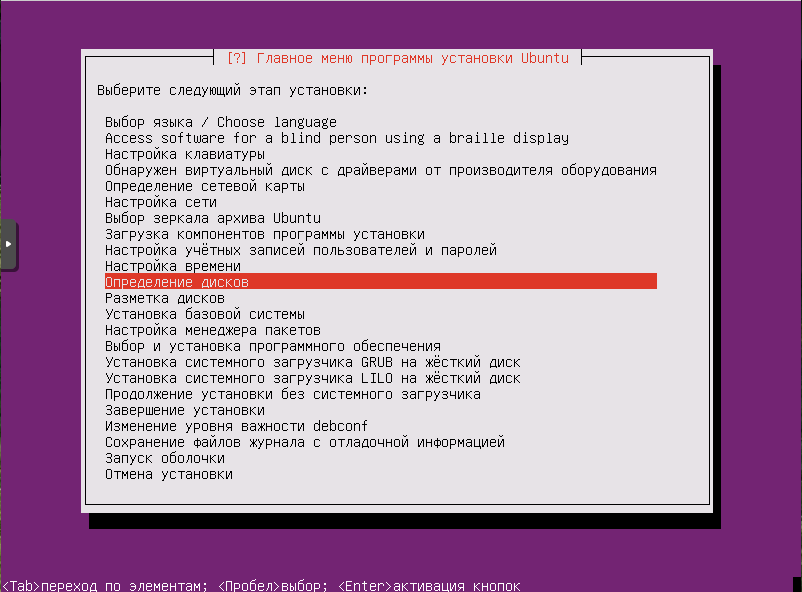 [?] Главное меню программы установки Ubuntu
Выберите следующий этап установки:
Выбор языка / Choose language
Access software for a blind person using a braille display
Настройка клавиатуры
Обнаружен виртуальный диск с драйверами от производителя оборудования
Определение сетевой карты
Настройка сети
Выбор зеркала архива Ubuntu
Загрузка компонентов программы установки
Настройка учётных записей пользователей и паролей
Настройка времени
Определение дисков
Разметка дисков
Установка базовой системы
Настройка менеджера пакетов
Выбор и установка программного обеспечения
Установка системного загрузчика GRUB на жёсткий диск
Установка системного загрузчика LILO на жёсткий диск
Продолжение установки без системного загрузчика
Завершение установки
Изменение уровня важности debconf
Сохранение файлов журнала с отладочной информацией
Запуск оболочки
Отмена установки
<Tab>переход по элементам; <Пробел>выбор; <Enter>активация кнопок